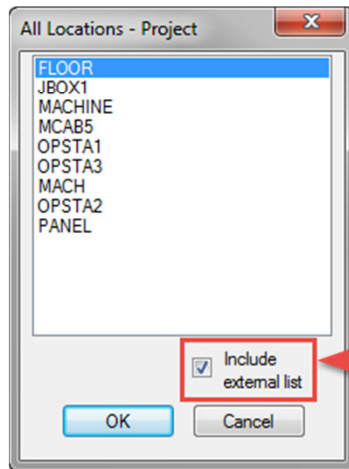 All Locations - Project
FLOOR
JBOX1
MACHINE
MCAB5
OPSTA1
OPSTA3
MACH
OPSTA2
PANEL
Include
external list
OK Cancel